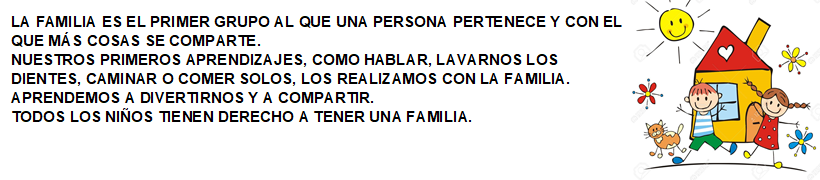 LA FAMILIA ES EL PRIMER GRUPO AL QUE UNA PERSONA PERTENECE Y CON EL
QUE MÁS COSAS SE COMPARTE.
NUESTROS PRIMEROS APRENDIZAJES, COMO HABLAR, LAVARNOS LOS
DIENTES, CAMINAR O COMER SOLOS, LOS REALIZAMOS CON LA FAMILIA.
APRENDEMOS A DIVERTIRNOS Y A COMPARTIR.
TODOS LOS NIÑOS TIENEN DERECHO A TENER UNA FAMILIA.